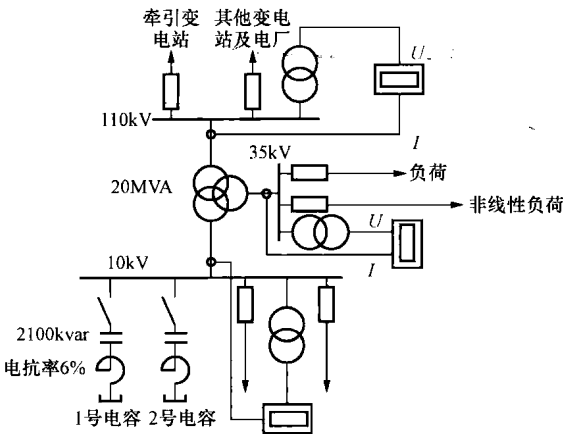 牵引变
电站
其他变电
站及电厂
U
110kV
I
35kV
负荷
20MVA
非线性负荷
U
I
10kV
2100kvar
电抗率6%
1号电容
2号电容